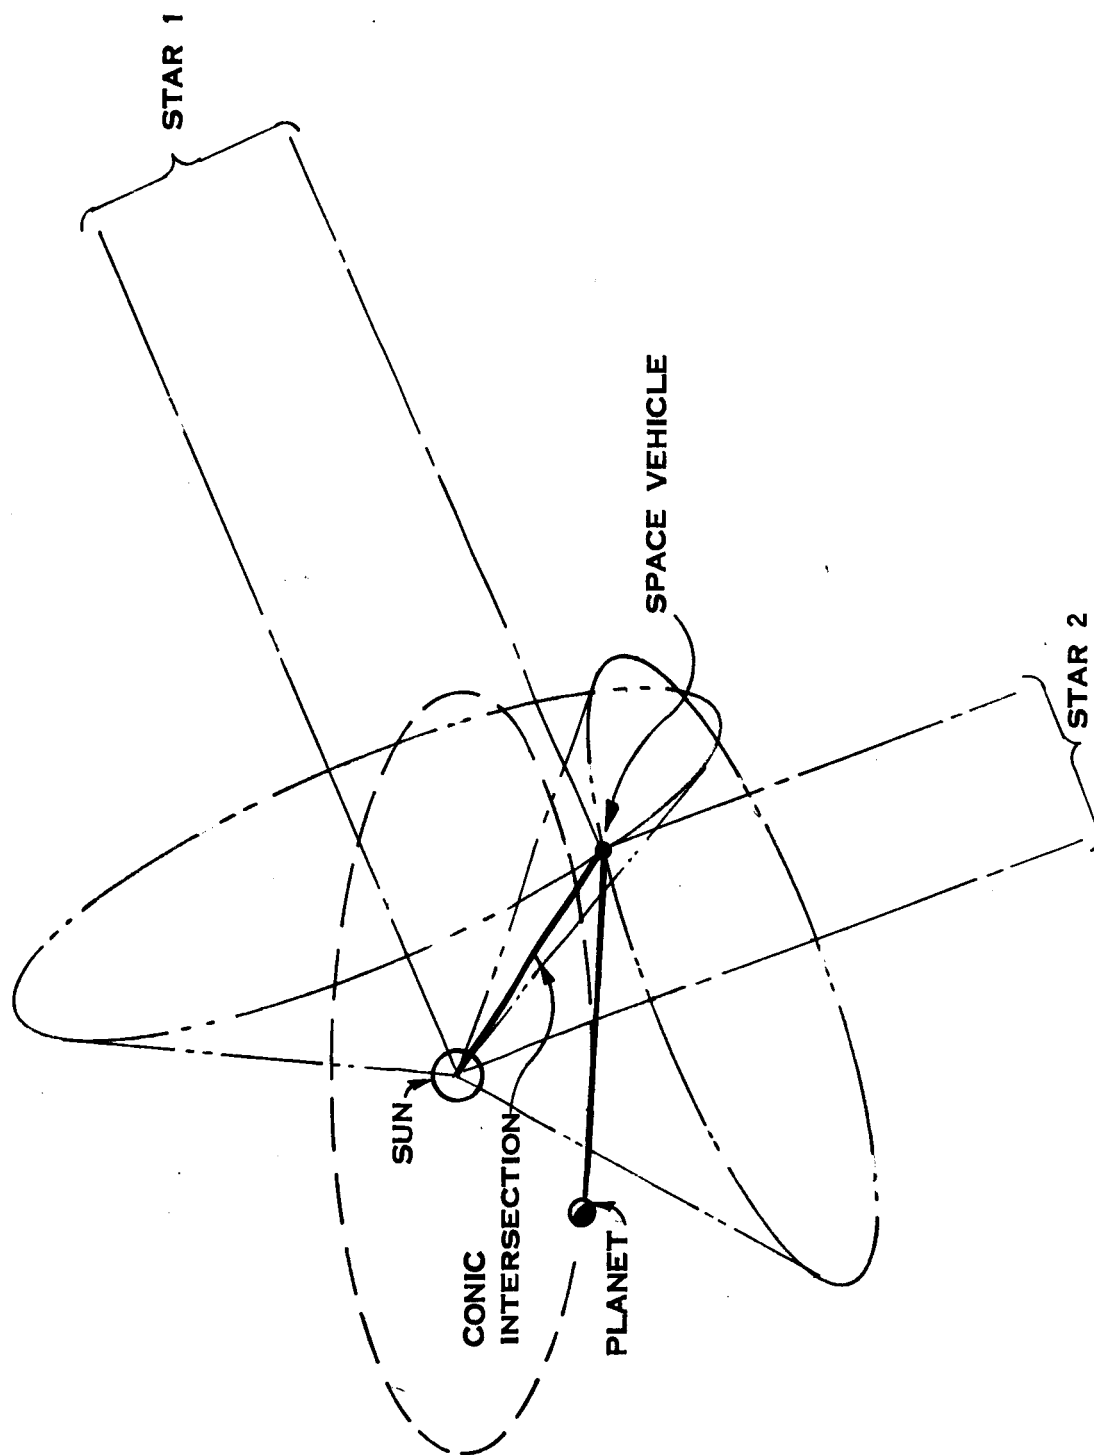 STAR 1
SPACE VEHICLE
STAR 2
SUN
CONIC
INTERSECTION
PLANET